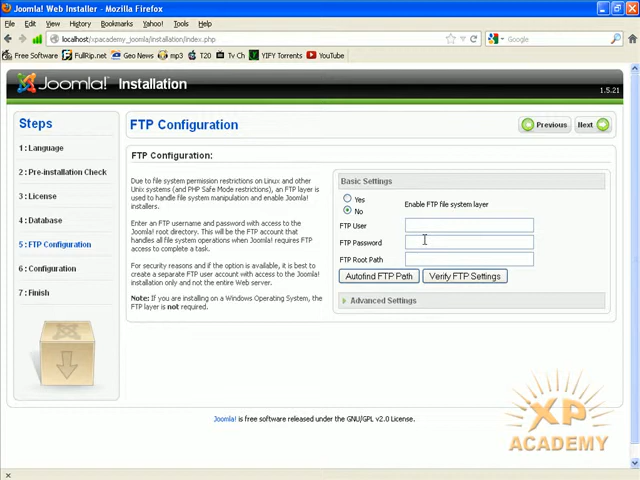 Joomla! Web Installer - Mozilla Firefox
File Edit View History Bookmarks Yahoo! Tools Help
localhost/xpacademy_joomla/installation/index.php
Google
Free Software FullRip.net Geo News mp3 T20 Tv Ch YIFY Torrents YouTube
Joomla! Installation
1.5.21
Steps
1 : Language
2 : Pre-installation Check
3 : License
4 : Database
5 : FTP Configuration
6 : Configuration
7 : Finish
FTP Configuration
Previous Next
FTP Configuration:
Due to file system permission restrictions on Linux and other
Unix systems (and PHP Safe Mode restrictions), an FTP layer is
used to handle file system manipulation and enable Joomla!
installers.
Enter an FTP username and password with access to the
Joomla! root directory. This will be the FTP account that
handles all file system operations when Joomla! requires FTP
access to complete a task.
For security reasons and if the option is available, it is best to
create a separate FTP user account with access to the Joomla!
installation only and not the entire Web server.
Note: If you are installing on a Windows Operating System, the
FTP layer is not required.
Basic Settings
Yes
No
Enable FTP file system layer
FTP User
FTP Password
FTP Root Path
Autofind FTP Path Verify FTP Settings
Advanced Settings
Joomla! is free software released under the GNU/GPL v2.0 License.
XP
ACADEMY